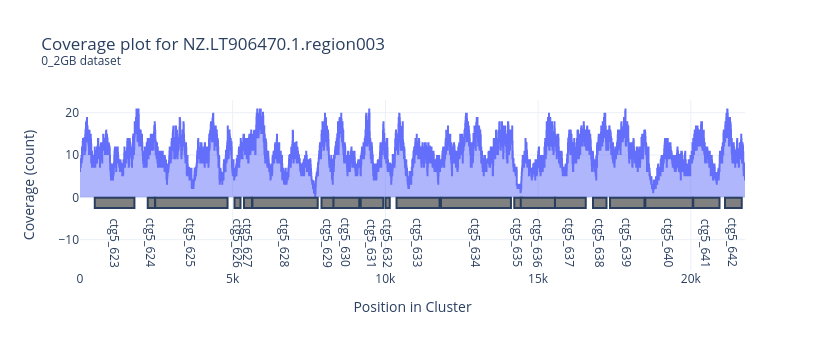 Coverage plot for NZ.LT906470.1.region003
0_2GB dataset
Coverage (count)
20
10
0
−10
ctg5_623
ctg5_624
ctg5_625
ctg5_626
ctg5_627
ctg5_628
ctg5_629
ctg5_630
ctg5_631
ctg5_632
ctg5_633
ctg5_634
ctg5_635
ctg5_636
ctg5_637
ctg5_638
ctg5_639
ctg5_640
ctg5_641
ctg5_642
0
5k
10k
15k
20k
Position in Cluster